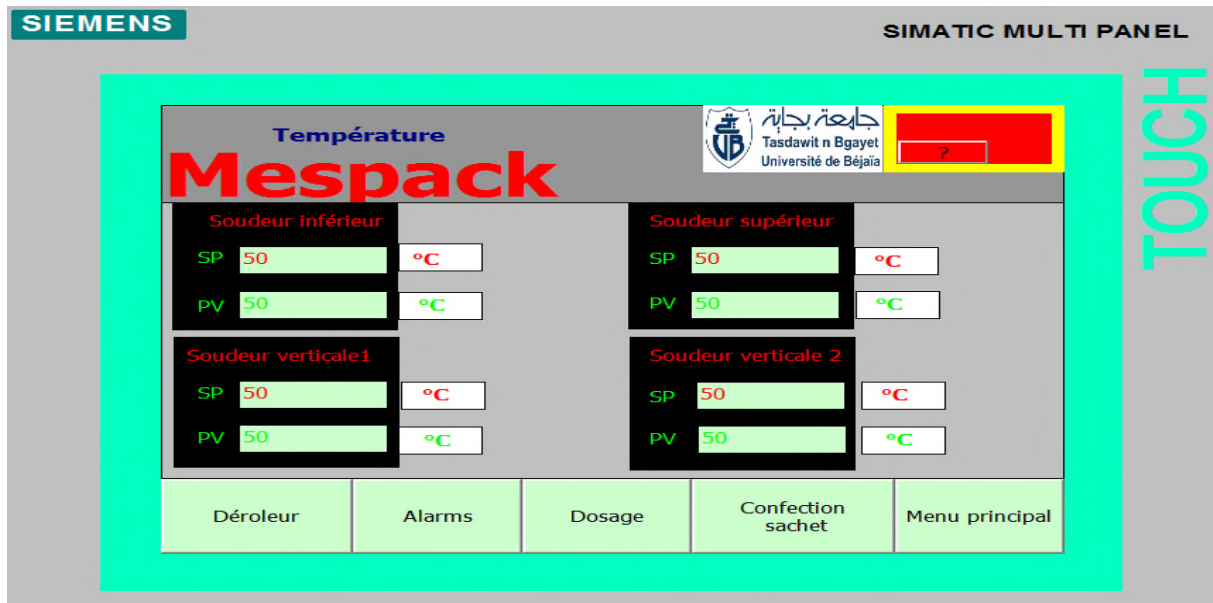 SIEMENS
SIMATIC MULTI PANEL
TOUCH
Température
Mespack
جامعة بجاية
Tasdawit n Bgayet
Université de Béjaïa
?
Soudeur inférieur
SP 50 °C
PV 50 °C
Soudeur supérieur
SP 50 °C
PV 50 °C
Soudeur verticale1
SP 50 °C
PV 50 °C
Soudeur verticale 2
SP 50 °C
PV 50 °C
Déroleur
Alarms
Dosage
Confection
sachet
Menu principal